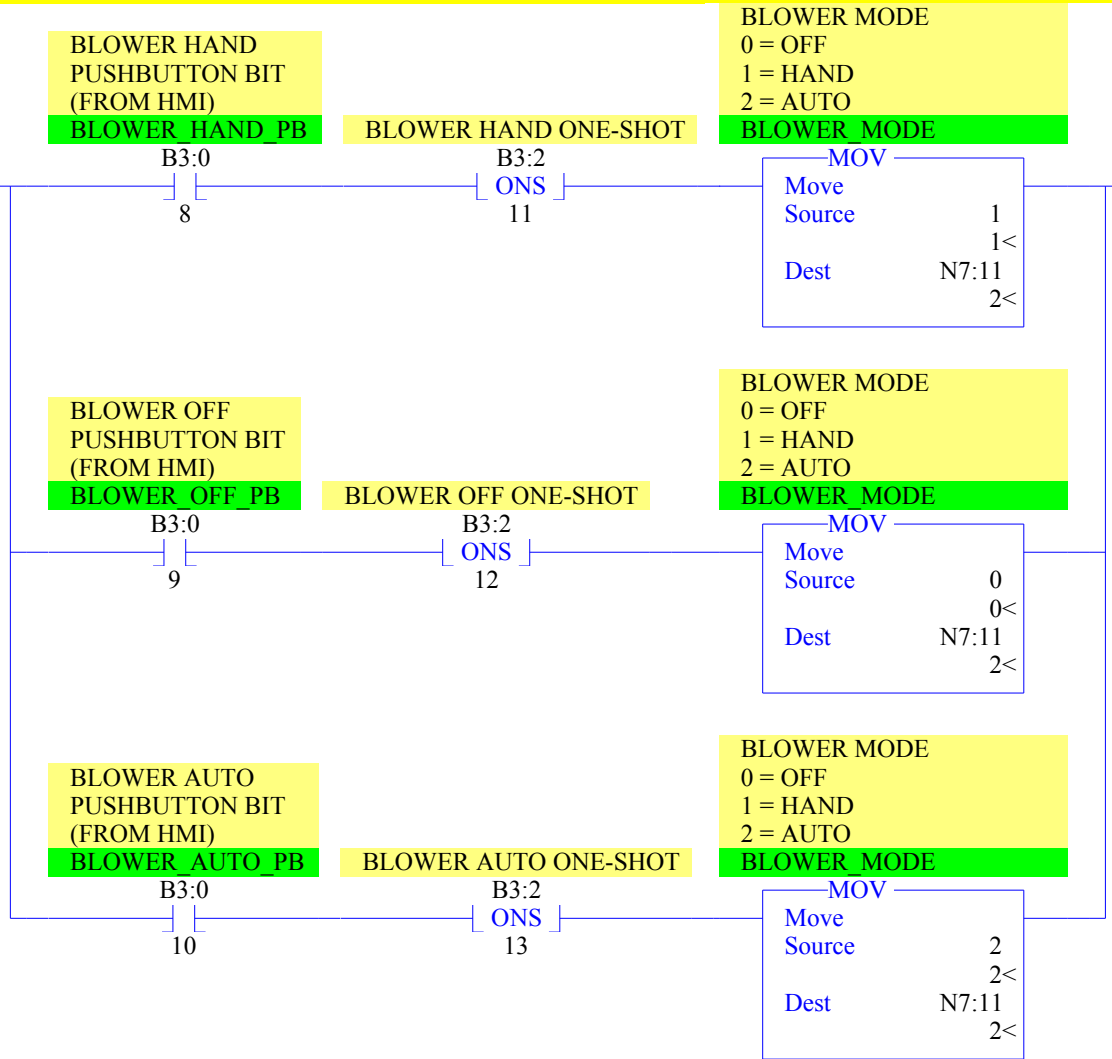 BLOWER HAND
PUSHBUTTON BIT
(FROM HMI)
BLOWER_HAND_PB
B3:0
8
BLOWER HAND ONE-SHOT
B3:2
ONS
11
BLOWER MODE
0 = OFF
1 = HAND
2 = AUTO
BLOWER_MODE
MOV
Move
Source 1
1<
Dest N7:11
2<
BLOWER OFF
PUSHBUTTON BIT
(FROM HMI)
BLOWER_OFF_PB
B3:0
9
BLOWER OFF ONE-SHOT
B3:2
ONS
12
BLOWER MODE
0 = OFF
1 = HAND
2 = AUTO
BLOWER_MODE
MOV
Move
Source 0
0<
Dest N7:11
2<
BLOWER AUTO
PUSHBUTTON BIT
(FROM HMI)
BLOWER_AUTO_PB
B3:0
10
BLOWER AUTO ONE-SHOT
B3:2
ONS
13
BLOWER MODE
0 = OFF
1 = HAND
2 = AUTO
BLOWER_MODE
MOV
Move
Source 2
2<
Dest N7:11
2<